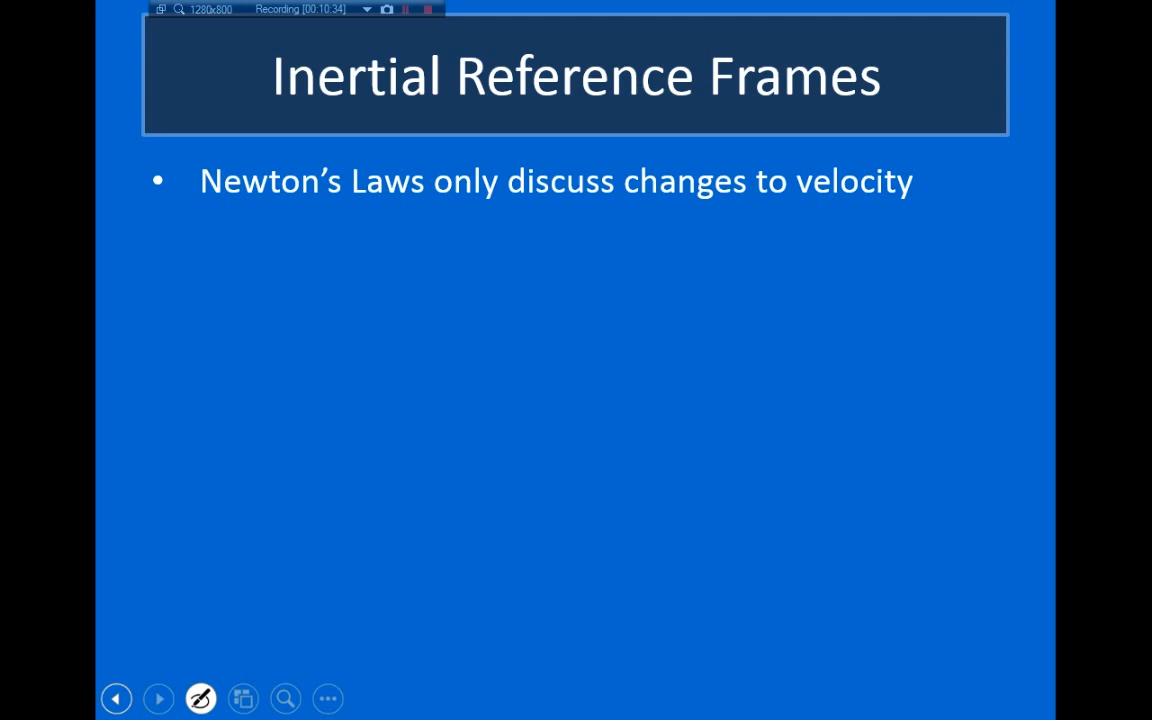 1280x800 Recording [00:10:34]
Inertial Reference Frames
• Newton’s Laws only discuss changes to velocity